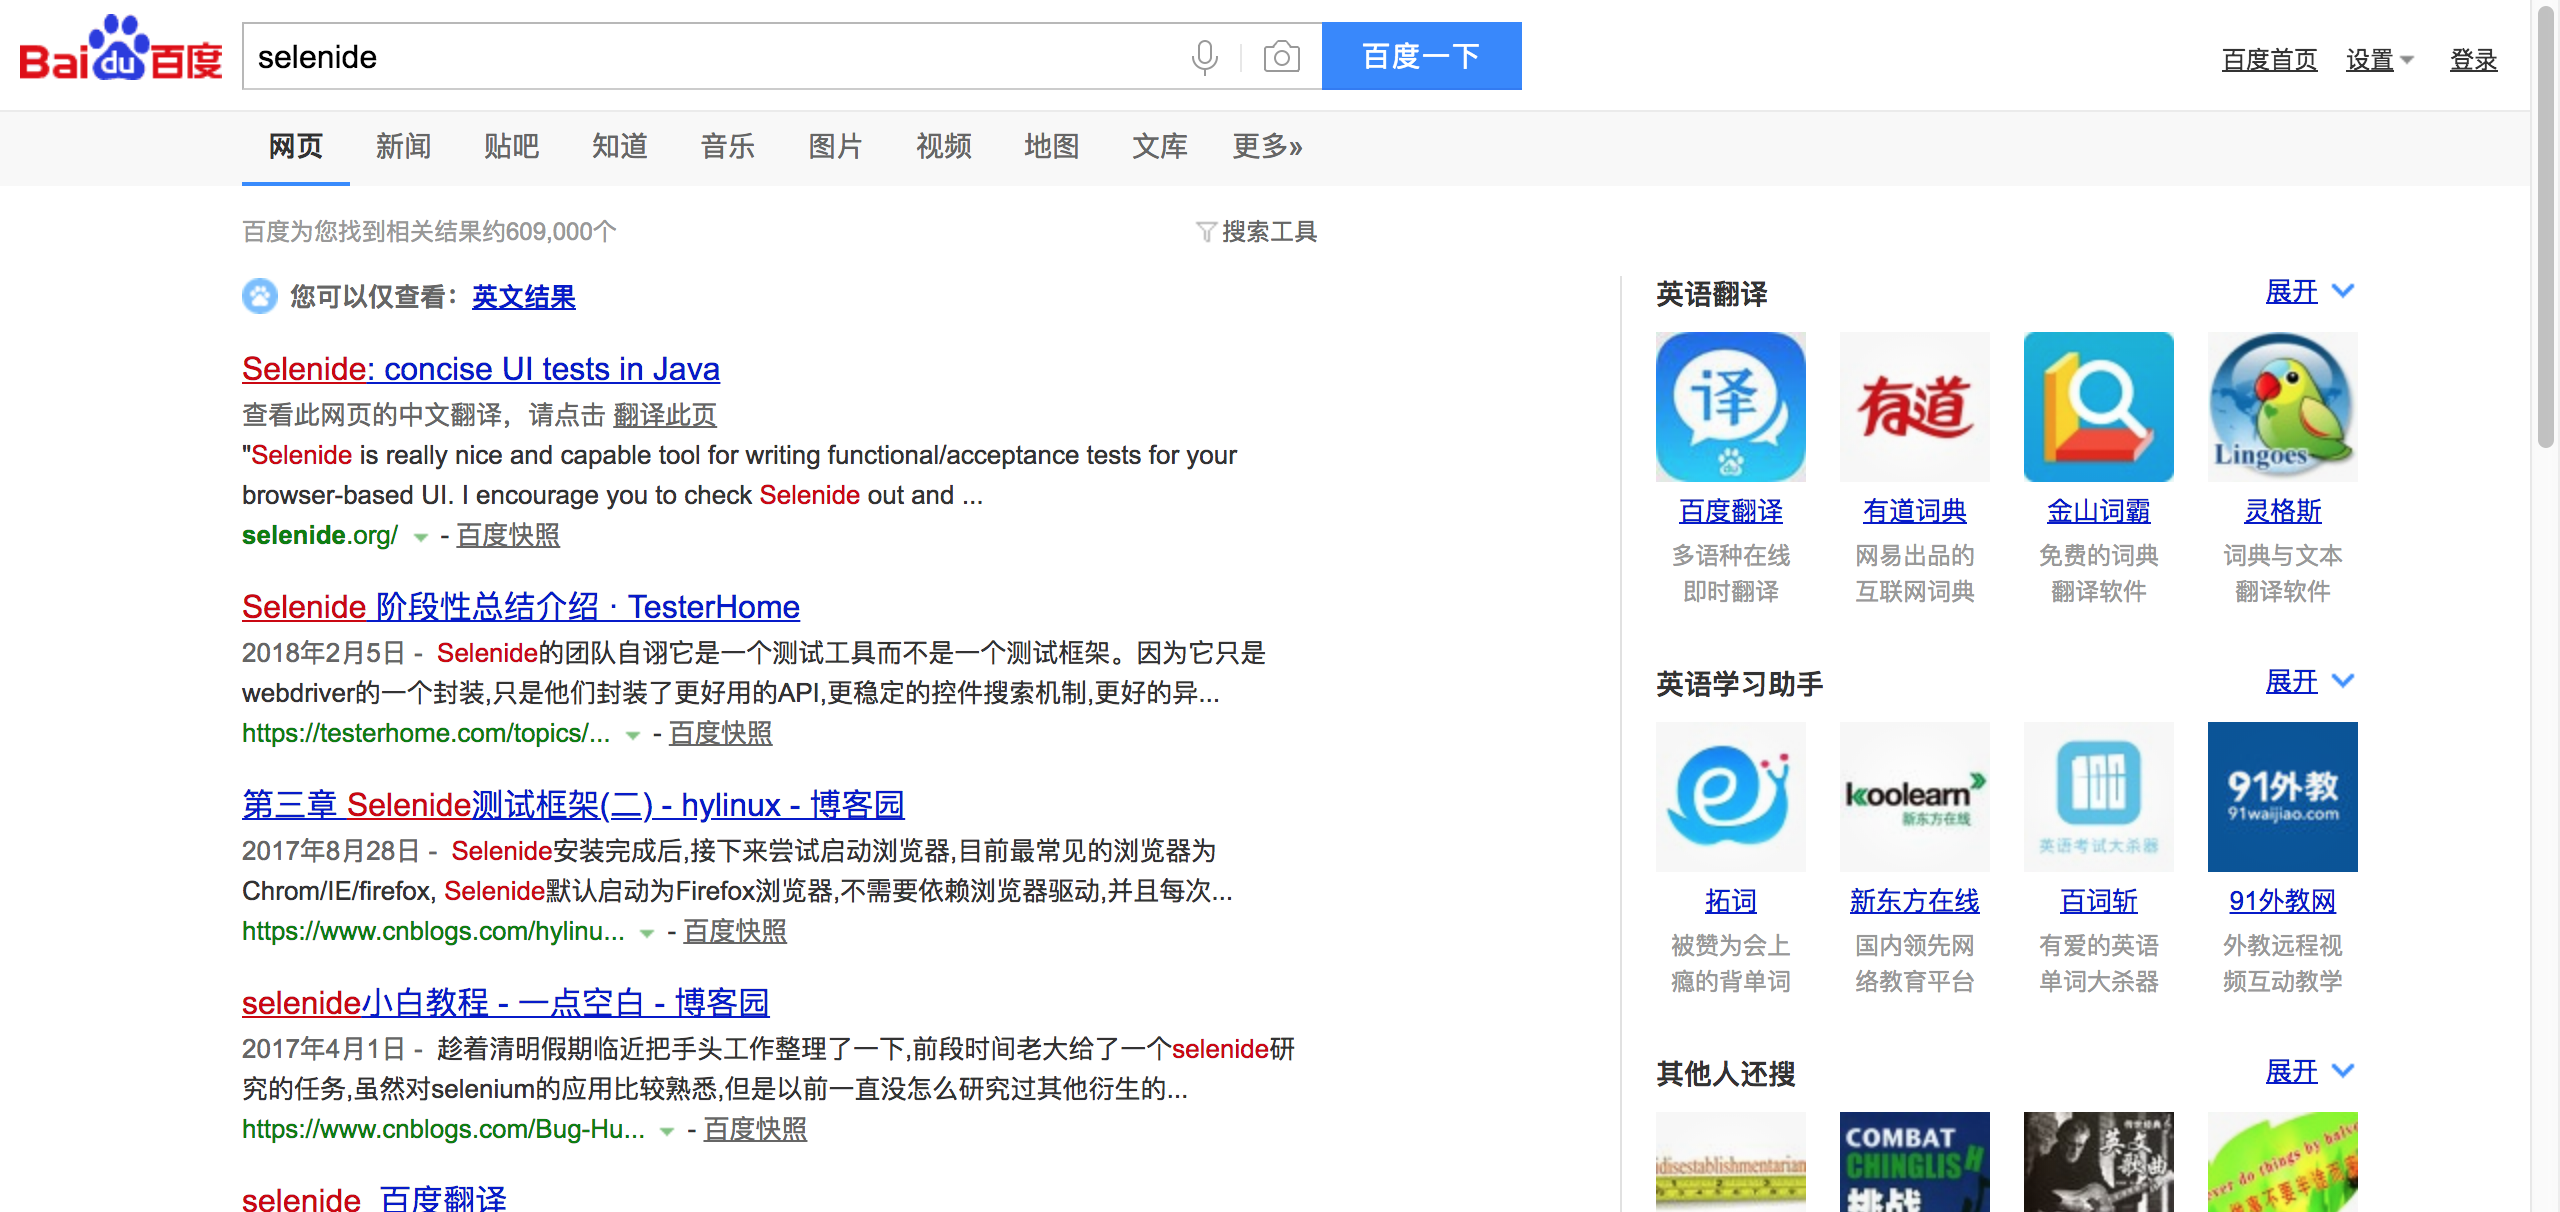 Bai du 百度
selenide
百度一下
百度首页 设置 登录
网页 新闻 贴吧 知道 音乐 图片 视频 地图 文库 更多»
百度为您找到相关结果约609,000个
搜索工具
您可以仅查看：英文结果
Selenide: concise UI tests in Java
查看此网页的中文翻译，请点击 翻译此页
"Selenide is really nice and capable tool for writing functional/acceptance tests for your
browser-based UI. I encourage you to check Selenide out and ...
selenide.org/ - 百度快照
Selenide 阶段性总结介绍 · TesterHome
2018年2月5日 - Selenide的团队自诩它是一个测试工具而不是一个测试框架。因为它只是
webdriver的一个封装,只是他们封装了更好用的API,更稳定的控件搜索机制,更好的异...
https://testerhome.com/topics/... - 百度快照
第三章 Selenide测试框架(二) - hylinux - 博客园
2017年8月28日 - Selenide安装完成后,接下来尝试启动浏览器,目前最常见的浏览器为
Chrom/IE/firefox, Selenide默认启动为Firefox浏览器,不需要依赖浏览器驱动,并且每次...
https://www.cnblogs.com/hylinu... - 百度快照
selenide小白教程 - 一点空白 - 博客园
2017年4月1日 - 趁着清明假期临近把手头工作整理了一下,前段时间老大给了一个selenide研
究的任务,虽然对selenium的应用比较熟悉,但是以前一直没怎么研究过其他衍生的...
https://www.cnblogs.com/Bug-Hu... - 百度快照
selenide 百度翻译
英语翻译 展开
译 du
有道
Lingoes
百度翻译 有道词典 金山词霸 灵格斯
多语种在线 网易出品的 免费的词典 词典与文本
即时翻译 互联网词典 翻译软件 翻译软件
英语学习助手 展开
koolearn
新东方在线
英语考试大杀器
91外教
91waijiao.com
拓词 新东方在线 百词斩 91外教网
被赞为会上 国内领先网 有爱的英语 外教远程视
瘾的背单词 络教育平台 单词大杀器 频互动教学
其他人还搜 展开
idisestablishmentarian
COMBAT
CHINGLISH
挑战
英文
歌曲
ever do things by halve